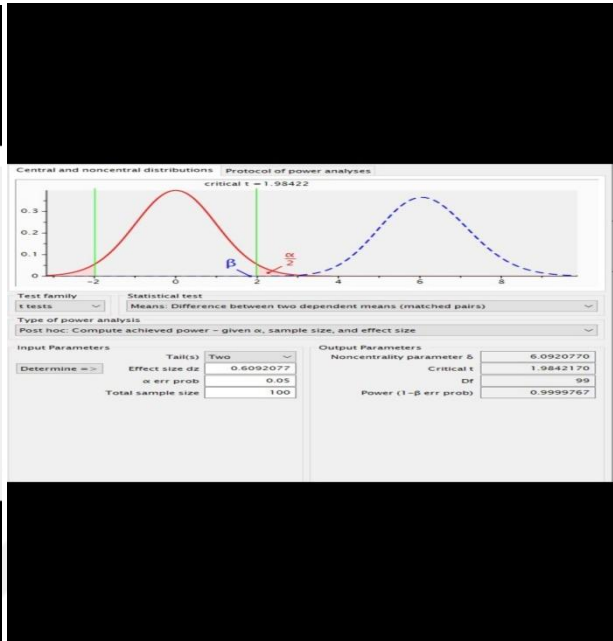 Central and noncentral distributions Protocol of power analyses
critical t = 1.98422
0.3
0.2
0.1
0
β
α
2
-2 0 2 4 6 8
Test family Statistical test
t tests Means: Difference between two dependent means (matched pairs)
Type of power analysis
Post hoc: Compute achieved power – given α, sample size, and effect size
Input Parameters Output Parameters
Tail(s) Two Noncentrality parameter δ 6.0920770
Determine => Effect size dz 0.6092077 Critical t 1.9842170
α err prob 0.05 Df 99
Total sample size 100 Power (1-β err prob) 0.9999767